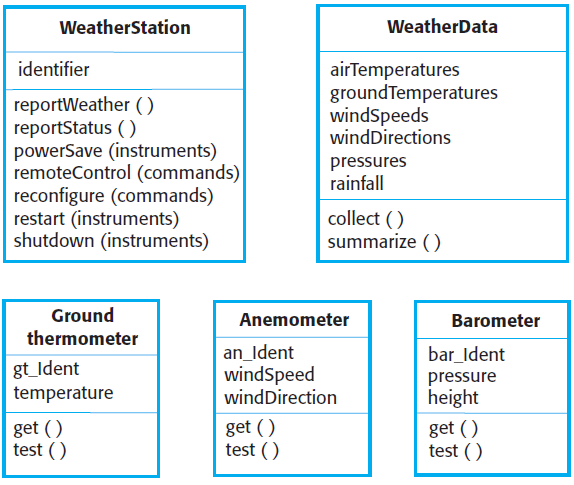 WeatherStation
identifier
reportWeather ( )
reportStatus ( )
powerSave (instruments)
remoteControl (commands)
reconfigure (commands)
restart (instruments)
shutdown (instruments)
WeatherData
airTemperatures
groundTemperatures
windSpeeds
windDirections
pressures
rainfall
collect ( )
summarize ( )
Ground
thermometer
gt_Ident
temperature
get ( )
test ( )
Anemometer
an_Ident
windSpeed
windDirection
get ( )
test ( )
Barometer
bar_Ident
pressure
height
get ( )
test ( )